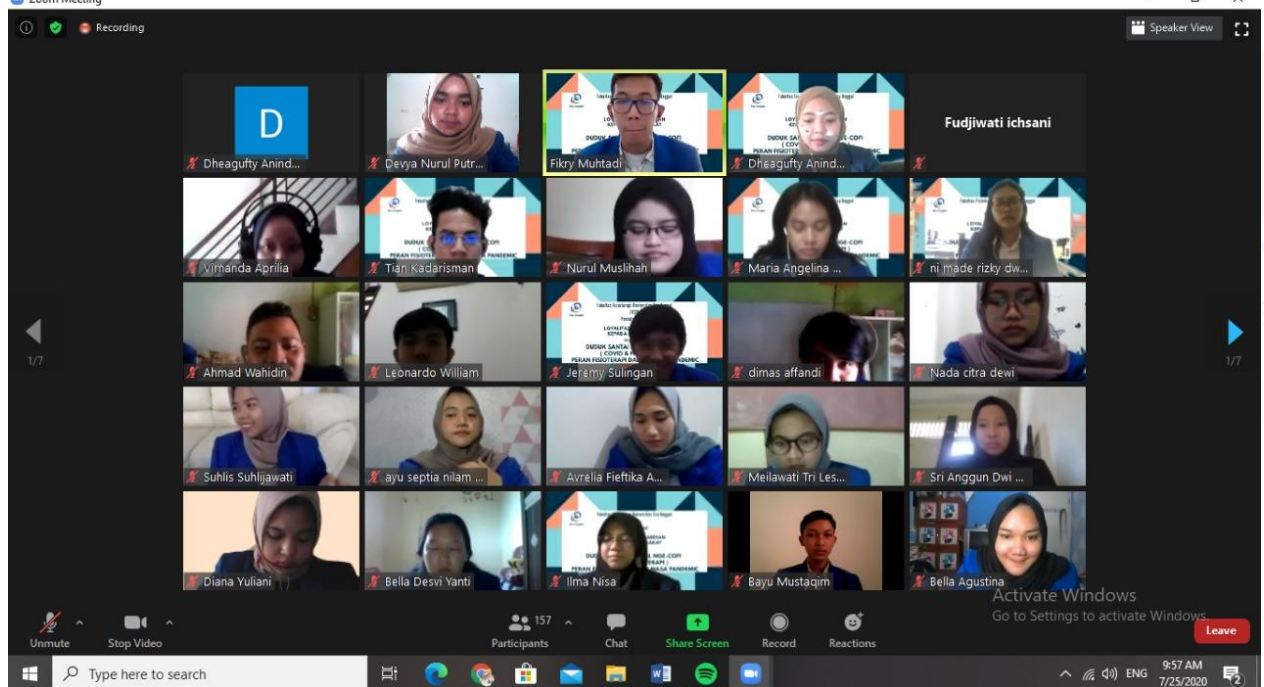 Zoom Meeting
Recording
Speaker View
D
Dheagufty Anind...
Devya Nurul Putr...
Fikry Muhtadi
Dheagufty Anind...
Fudjiwati ichsani
Virnanda Aprilia
Tian Kadarisman
Nurul Muslihah
Maria Angelina ...
ni made rizky dw...
Ahmad Wahidin
Leonardo William
Jeremy Sulingan
dimas affandi
Nada citra dewi
1/7
1/7
Suhlis Suhlijawati
ayu septia nilam ...
Avrelia Fieftika A...
Meilawati Tri Les...
Sri Anggun Dwi ...
Diana Yuliani
Bella Desvi Yanti
Ilma Nisa
Bayu Mustaqim
Bella Agustina
Activate Windows
Go to Settings to activate Windows.
Unmute
Stop Video
157
Participants
Chat
Share Screen
Record
Reactions
Leave
Type here to search
ENG
9:57 AM
7/25/2020
2